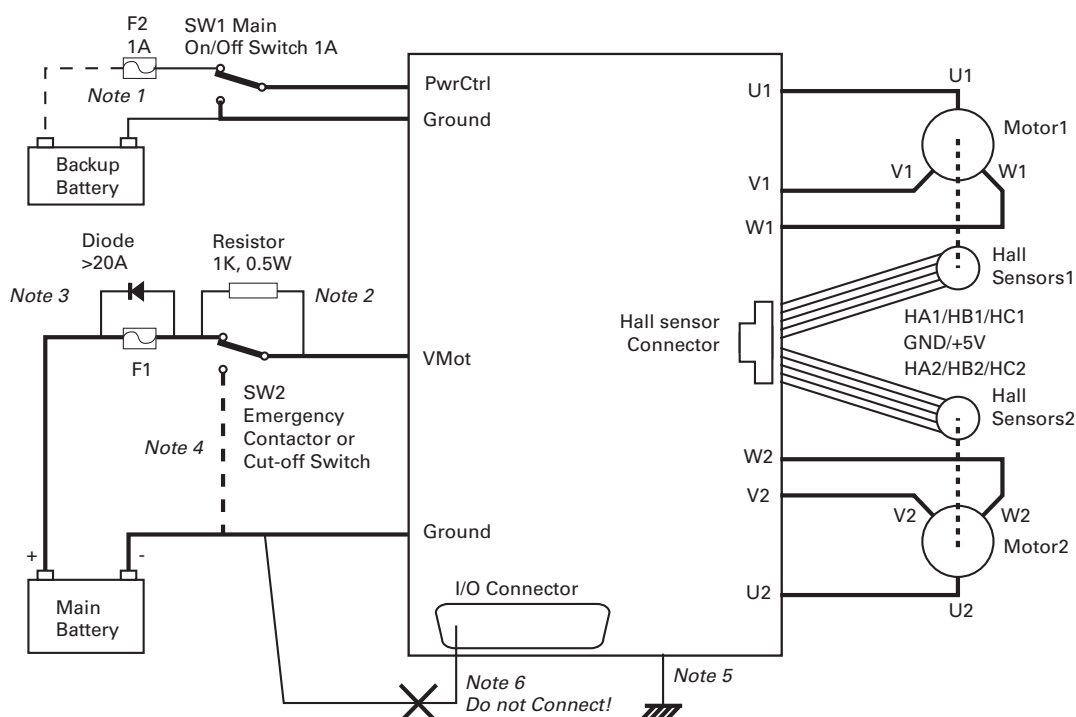 F2
1A
SW1 Main
On/Off Switch 1A
Note 1
Backup
Battery
PwrCtrl
Ground
Diode
>20A
Resistor
1K, 0.5W
Note 3
Note 2
F1
VMot
SW2
Emergency
Contactor or
Cut-off Switch
Note 4
Ground
+
-
Main
Battery
I/O Connector
Note 6
Do not Connect!
Note 5
Hall sensor
Connector
U1
U1
Motor1
V1
W1
V1
W1
Hall
Sensors1
HA1/HB1/HC1
GND/+5V
HA2/HB2/HC2
Hall
Sensors2
W2
V2
V2
W2
Motor2
U2
U2